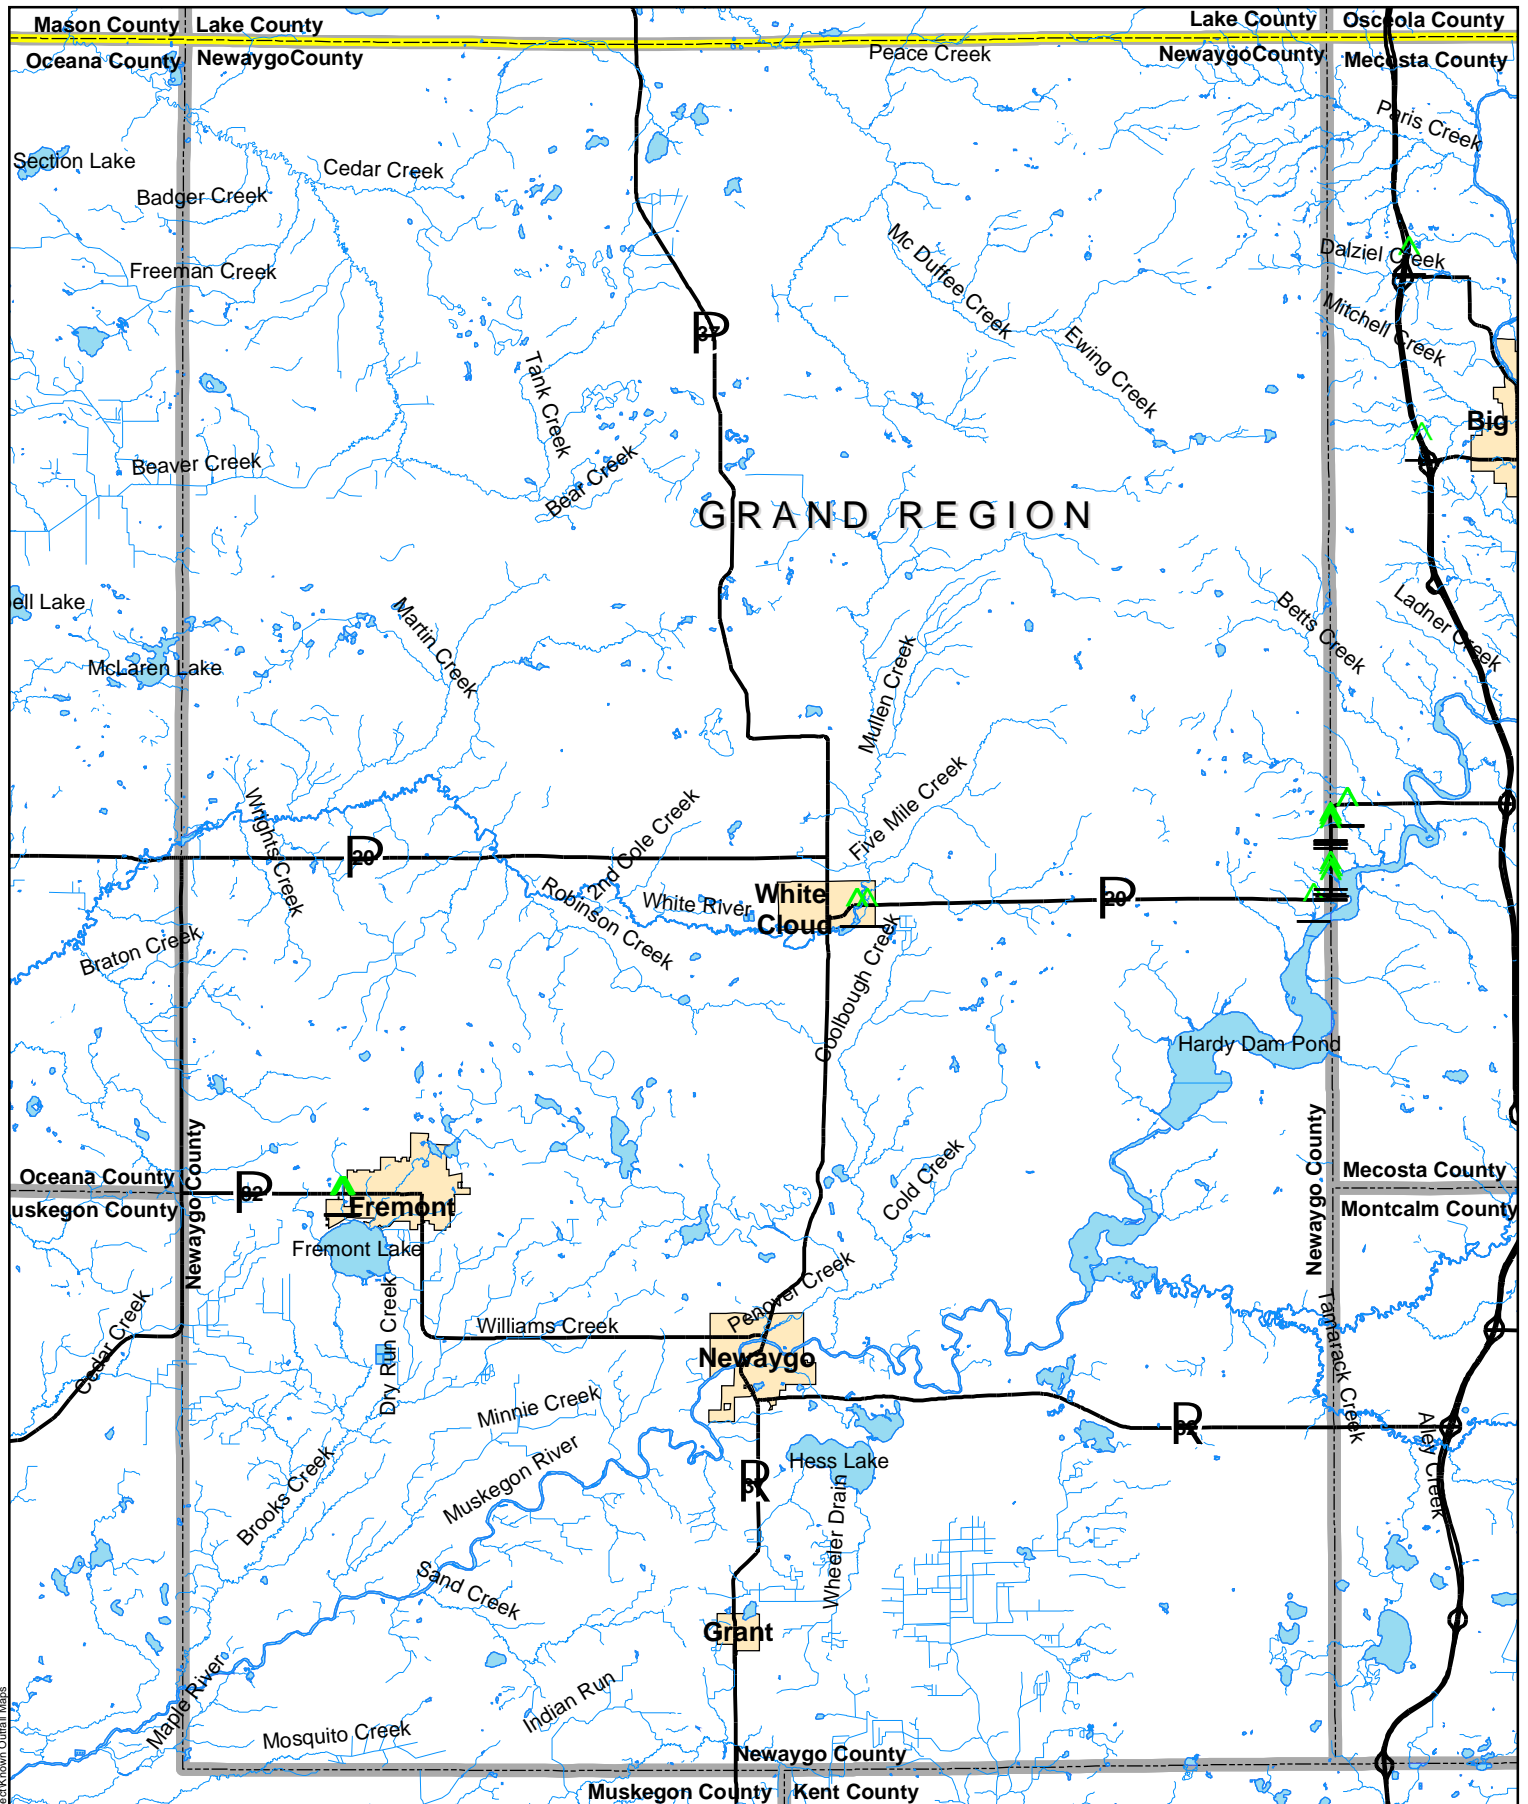 Mason County Lake County
Lake County Osceola County
Oceana County NewaygoCounty
Peace Creek
NewaygoCounty Mecosta County
Paris Creek
Section Lake
Cedar Creek
Badger Creek
Freeman Creek
Mc Duffee Creek
Dalziel Creek
Mitchell Creek
P 37
Ewing Creek
Tank Creek
Big
Beaver Creek
Bear Creek
GRAND REGION
ell Lake
Martin Creek
Betts Creek
Ladner Creek
McLaren Lake
Mullen Creek
Wrights Creek
2nd Cole Creek
Five Mile Creek
P 20
Robinson Creek
White River
White
Cloud
P 20
Braton Creek
Coolbough Creek
Hardy Dam Pond
Newaygo County
Newaygo County
Oceana County
uskegon County
P 82
Fremont
Fremont Lake
Cold Creek
Mecosta County
Montcalm County
Penoyer Creek
Cedar Creek
Dry Run Creek
Williams Creek
Newaygo
Tamarack Creek
Minnie Creek
R 82
Alley Creek
Muskegon River
Hess Lake
R 37
Brooks Creek
Wheeler Drain
Sand Creek
Grant
Maple River
Indian Run
Mosquito Creek
Newaygo County
Muskegon County Kent County
ect Known Outfall Maps